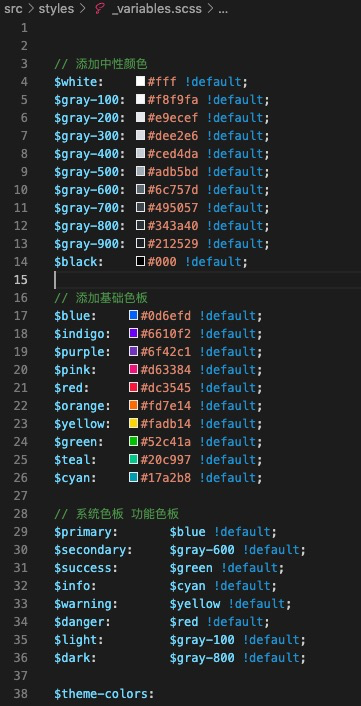 src > styles > _variables.scss > ...
1
2
3 // 添加中性颜色
4 $white: #fff !default;
5 $gray-100: #f8f9fa !default;
6 $gray-200: #e9ecef !default;
7 $gray-300: #dee2e6 !default;
8 $gray-400: #ced4da !default;
9 $gray-500: #adb5bd !default;
10 $gray-600: #6c757d !default;
11 $gray-700: #495057 !default;
12 $gray-800: #343a40 !default;
13 $gray-900: #212529 !default;
14 $black: #000 !default;
15
16 // 添加基础色板
17 $blue: #0d6efd !default;
18 $indigo: #6610f2 !default;
19 $purple: #6f42c1 !default;
20 $pink: #d63384 !default;
21 $red: #dc3545 !default;
22 $orange: #fd7e14 !default;
23 $yellow: #fadb14 !default;
24 $green: #52c41a !default;
25 $teal: #20c997 !default;
26 $cyan: #17a2b8 !default;
27
28 // 系统色板 功能色板
29 $primary: $blue !default;
30 $secondary: $gray-600 !default;
31 $success: $green !default;
32 $info: $cyan !default;
33 $warning: $yellow !default;
34 $danger: $red !default;
35 $light: $gray-100 !default;
36 $dark: $gray-800 !default;
37
38 $theme-colors: